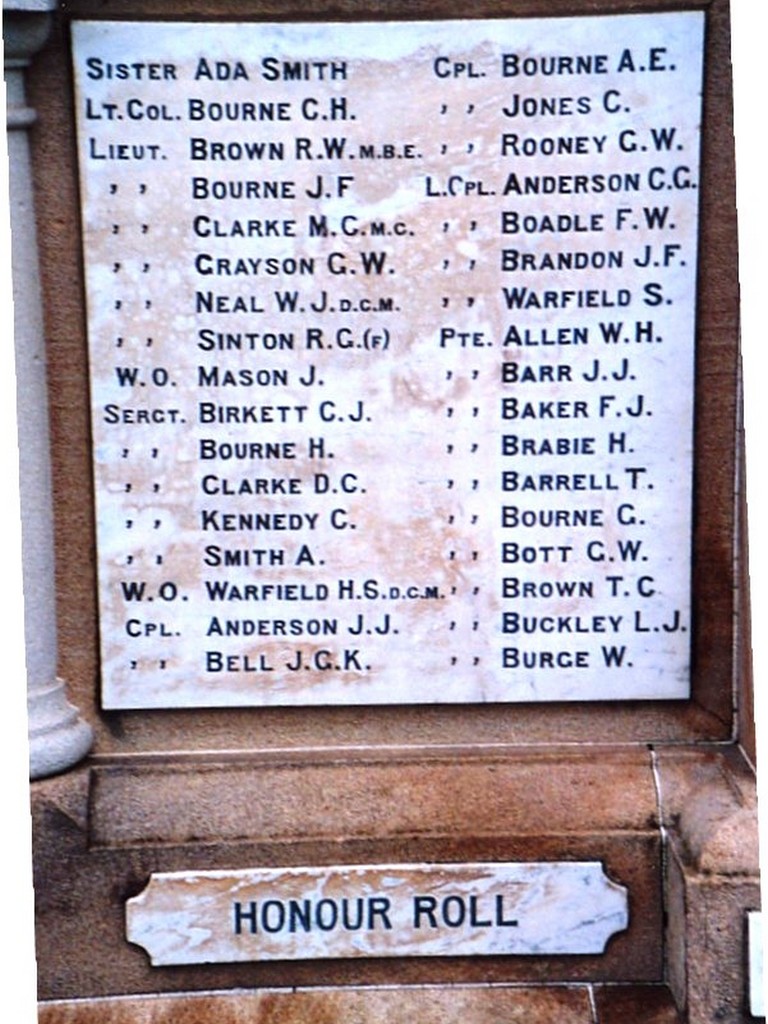 SISTER ADA SMITH
LT.COL. BOURNE C.H.
LIEUT. BROWN R.W. M.B.E.
,, BOURNE J.F
,, CLARKE M.C. M.C.
,, GRAYSON G.W.
,, NEAL W.J. D.C.M.
,, SINTON R.G.(F)
W.O. MASON J.
SERGT. BIRKETT C.J.
,, BOURNE H.
,, CLARKE D.C.
,, KENNEDY C.
,, SMITH A.
W.O. WARFIELD H.S. D.C.M.
CPL. ANDERSON J.J.
,, BELL J.G.K.
CPL. BOURNE A.E.
,, JONES C.
,, ROONEY G.W.
L.CPL. ANDERSON C.G.
,, BOADLE F.W.
,, BRANDON J.F.
,, WARFIELD S.
PTE. ALLEN W.H.
,, BARR J.J.
,, BAKER F.J.
,, BRABIE H.
,, BARRELL T.
,, BOURNE G.
,, BOTT G.W.
,, BROWN T.C
,, BUCKLEY L.J.
,, BURGE W.
HONOUR ROLL